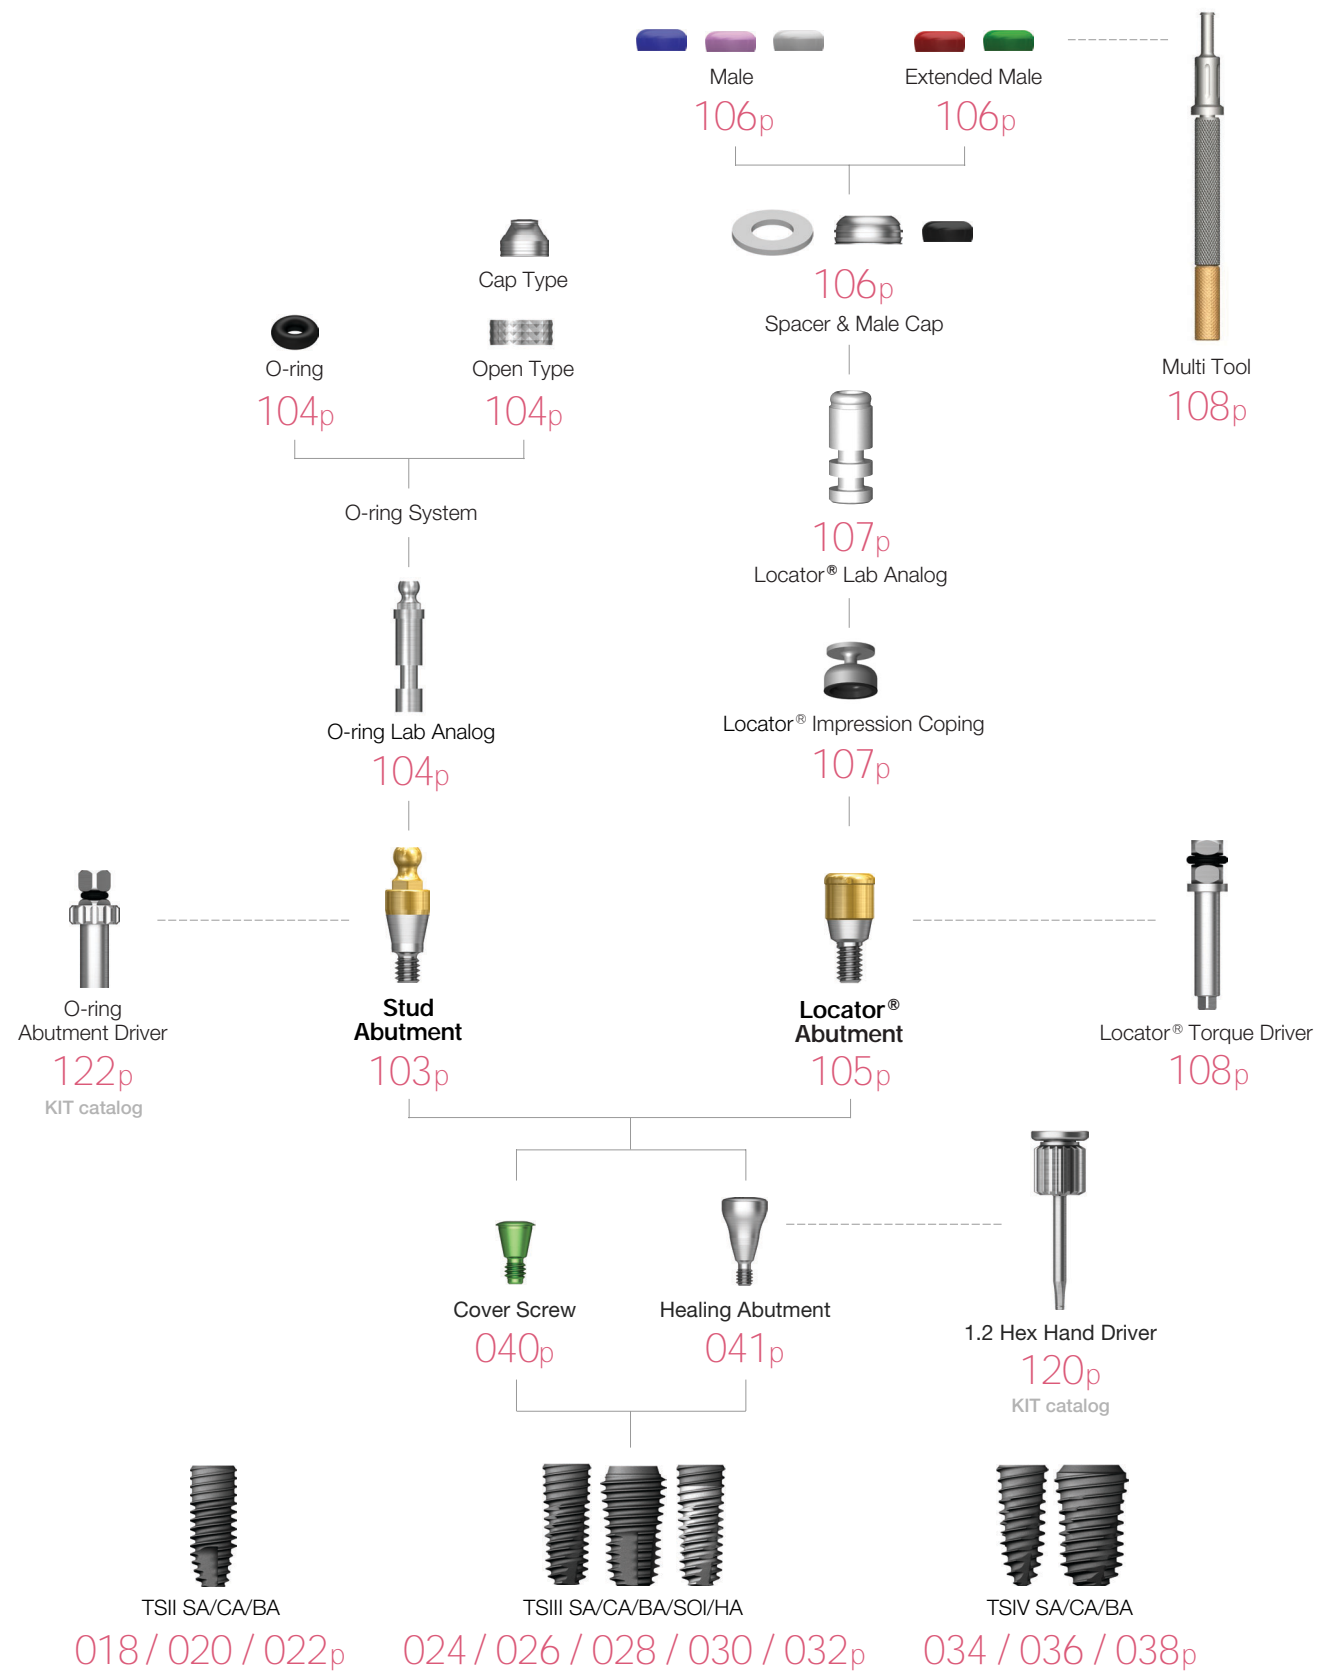 Male
106p
Extended Male
106p
Cap Type
106p
Spacer & Male Cap
O-ring
104p
Open Type
104p
Multi Tool
108p
O-ring System
107p
Locator® Lab Analog
O-ring Lab Analog
104p
Locator® Impression Coping
107p
O-ring
Abutment Driver
122p
KIT catalog
Stud
Abutment
103p
Locator®
Abutment
105p
Locator® Torque Driver
108p
Cover Screw
040p
Healing Abutment
041p
1.2 Hex Hand Driver
120p
KIT catalog
TSII SA/CA/BA
018 / 020 / 022p
TSIII SA/CA/BA/SOI/HA
024 / 026 / 028 / 030 / 032p
TSIV SA/CA/BA
034 / 036 / 038p